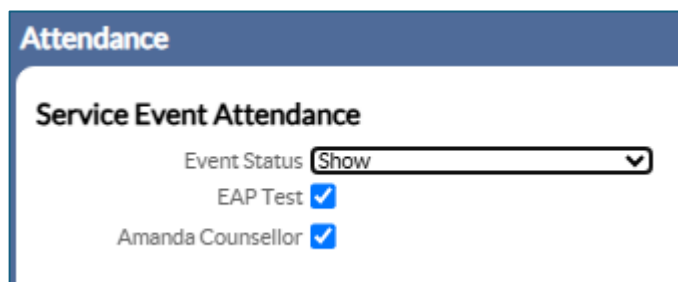 Attendance
Service Event Attendance
Event Status Show
EAP Test
Amanda Counsellor